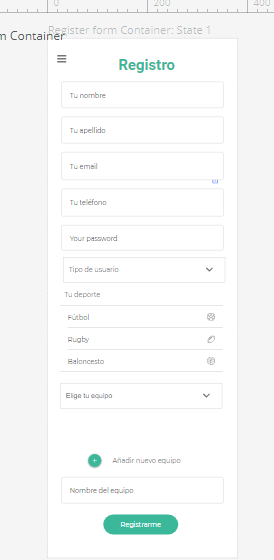 0 200 400
m Container
Register form Container: State 1
Registro
Tu nombre
Tu apellido
Tu email
Tu teléfono
Your password
Tipo de usuario
Tu deporte
Fútbol
Rugby
Baloncesto
Elige tu equipo
Añadir nuevo equipo
Nombre del equipo
Registrarme